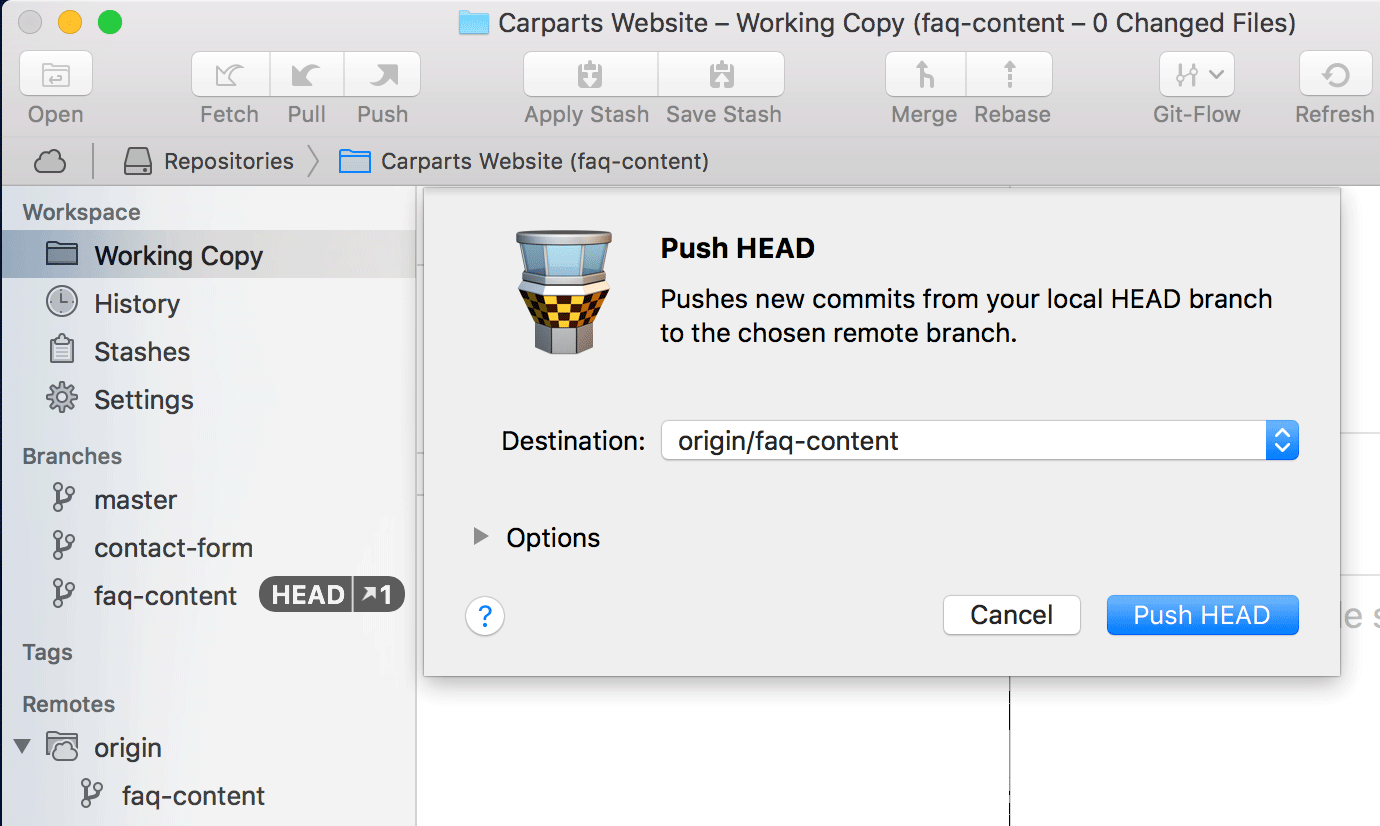 Carparts Website – Working Copy (faq-content – 0 Changed Files)
Open Fetch Pull Push Apply Stash Save Stash Merge Rebase Git-Flow Refresh
Repositories Carparts Website (faq-content)
Workspace
Working Copy
History
Stashes
Settings
Branches
master
contact-form
faq-content HEAD 1
Tags
Remotes
origin
faq-content
Push HEAD
Pushes new commits from your local HEAD branch
to the chosen remote branch.
Destination: origin/faq-content
Options
? Cancel Push HEAD